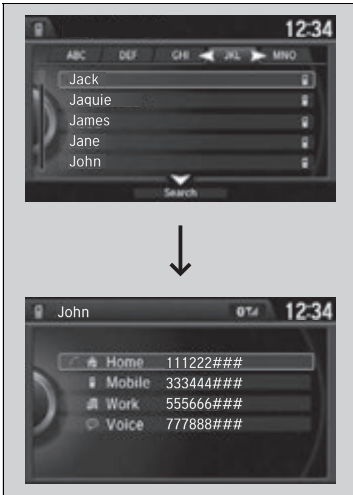 12:34
ABC DEF GHI JKL MNO
Jack
Jaquie
James
Jane
John
Search
John 12:34
Home 111222###
Mobile 333444###
Work 555666###
Voice 777888###